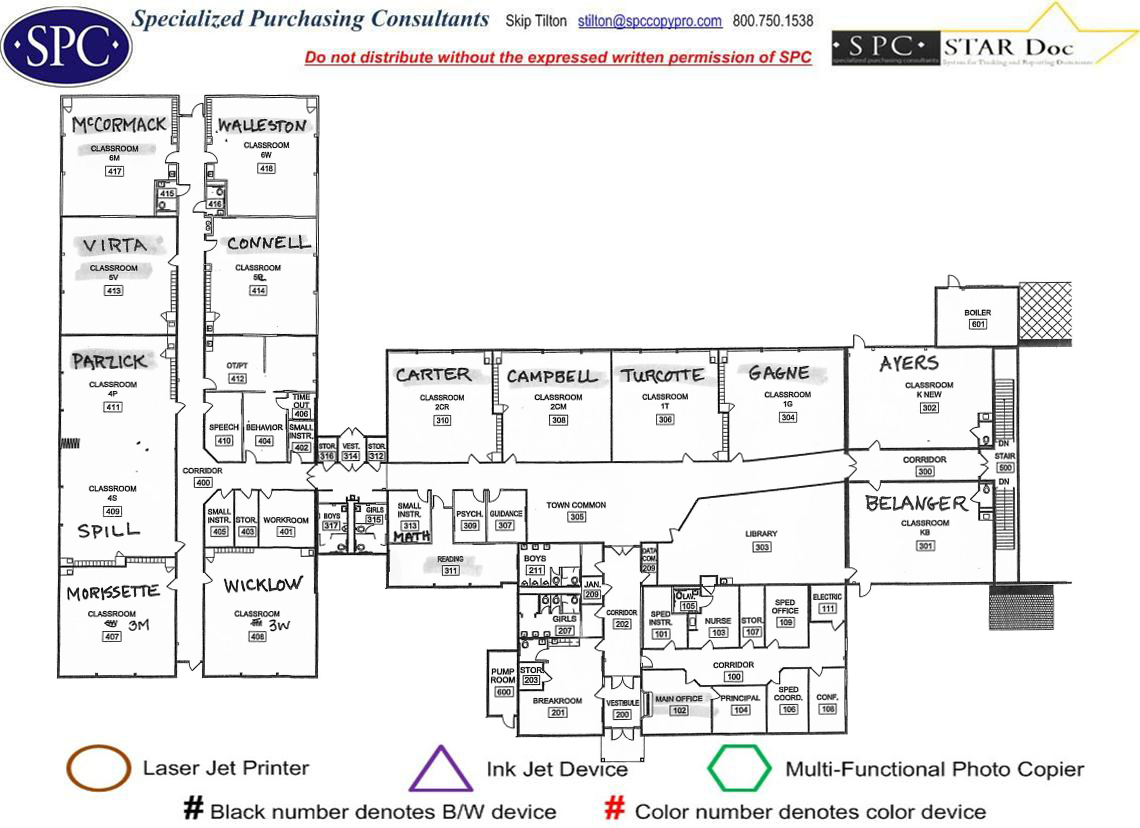 SPC
Specialized Purchasing Consultants Skip Tilton stilton@spccopypro.com 800.750.1538
Do not distribute without the expressed written permission of SPC
SPC STAR Doc
specialized purchasing consultants System for Tracking and Reporting Documents
McCORMACK
CLASSROOM
6M
417
WALLESTON
CLASSROOM
6W
418
415
416
VIRTA
CLASSROOM
5V
413
CONNELL
CLASSROOM
414
PARZICK
CLASSROOM
4P
411
OT/PT
412
TIME
OUT
406
SPEECH
410
BEHAVIOR
404
SMALL
INSTR.
402
STOR.
316
VEST.
314
STOR.
312
CORRIDOR
400
CLASSROOM
4S
409
SPILL
SMALL
INSTR.
405
STOR.
403
WORKROOM
401
BOYS
317
GIRLS
315
MORISSETTE
CLASSROOM
3M
407
WICKLOW
CLASSROOM
3W
408
CARTER
CLASSROOM
2CR
310
CAMPBELL
CLASSROOM
2CM
308
TURCOTTE
CLASSROOM
1T
306
GAGNE
CLASSROOM
1G
304
AYERS
CLASSROOM
K NEW
302
BOILER
601
DN
STAIR
500
DN
CORRIDOR
300
BELANGER
CLASSROOM
KB
301
SMALL
INSTR.
313
MATH
PSYCH.
309
GUIDANCE
307
TOWN COMMON
305
LIBRARY
303
READING
311
BOYS
211
JAN.
209
DATA
COM.
209
GIRLS
207
CORRIDOR
202
STOR.
203
BREAKROOM
201
PUMP
ROOM
600
VESTIBULE
200
SPED
INSTR.
101
LAV.
105
NURSE
103
STOR.
107
SPED
OFFICE
109
ELECTRIC
111
CORRIDOR
100
MAIN OFFICE
102
PRINCIPAL
104
SPED
COORD.
106
CONF.
108
Laser Jet Printer
Ink Jet Device
Multi-Functional Photo Copier
# Black number denotes B/W device
# Color number denotes color device